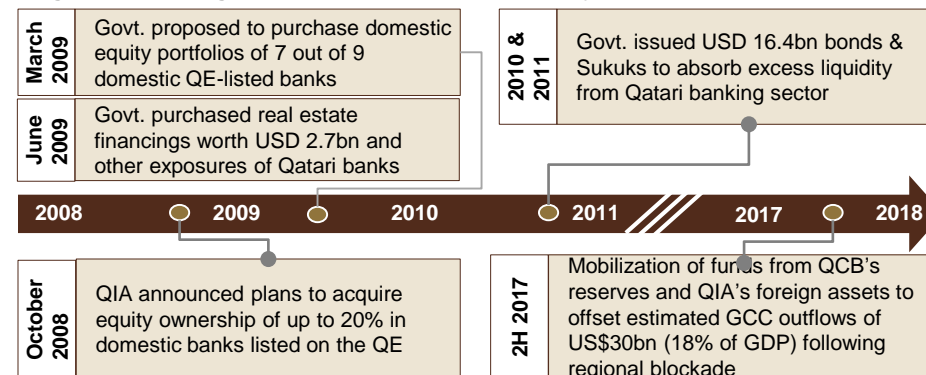 March
2009
Govt. proposed to purchase domestic
equity portfolios of 7 out of 9
domestic QE-listed banks
June
2009
Govt. purchased real estate
financings worth USD 2.7bn and
other exposures of Qatari banks
2010 &
2011
Govt. issued USD 16.4bn bonds &
Sukuks to absorb excess liquidity
from Qatari banking sector
2008 2009 2010 2011 2017 2018
October
2008
QIA announced plans to acquire
equity ownership of up to 20% in
domestic banks listed on the QE
2H 2017
Mobilization of funds from QCB's
reserves and QIA's foreign assets to
offset estimated GCC outflows of
US$30bn (18% of GDP) following
regional blockade